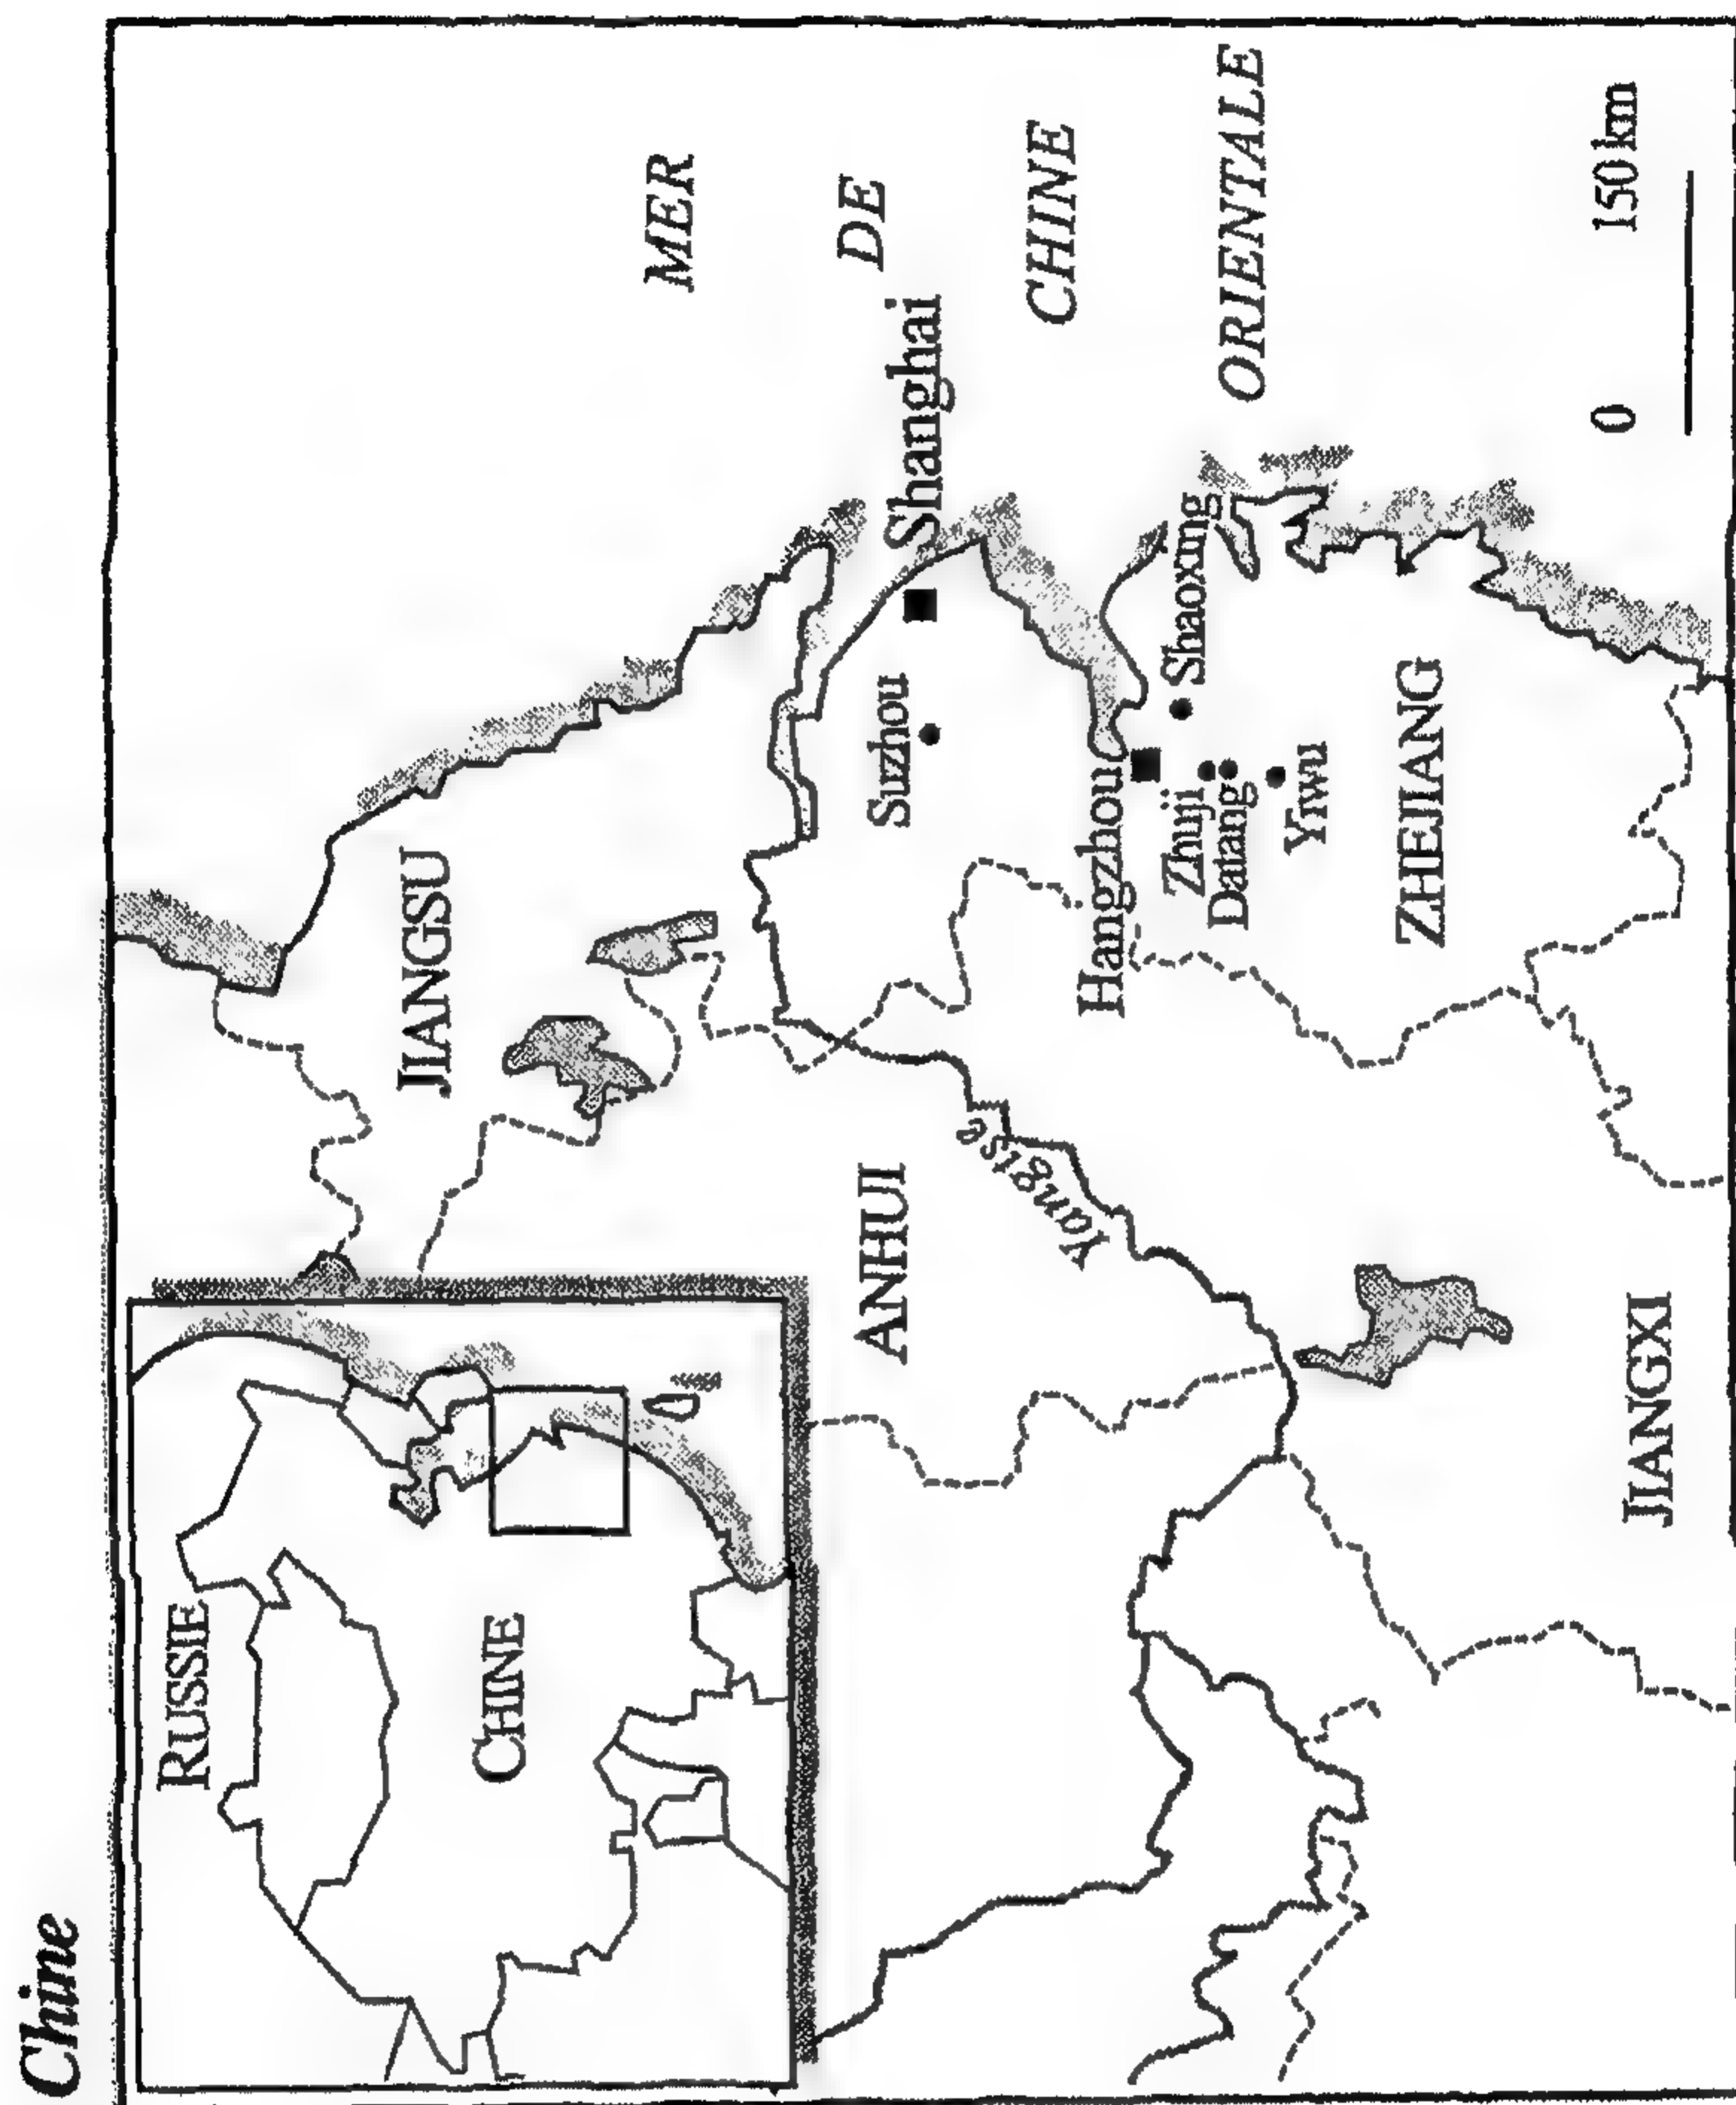 Chine
RUSSIE
CHINE
JIANGSU
MER
DE
CHINE
ORIENTALE
Shanghai
Suzhou
ANHUI
Yangtse
Hangzhou
Shaoxing
Zhuji
Datang
Yiwu
ZHEJIANG
JIANGXI
0 150 km